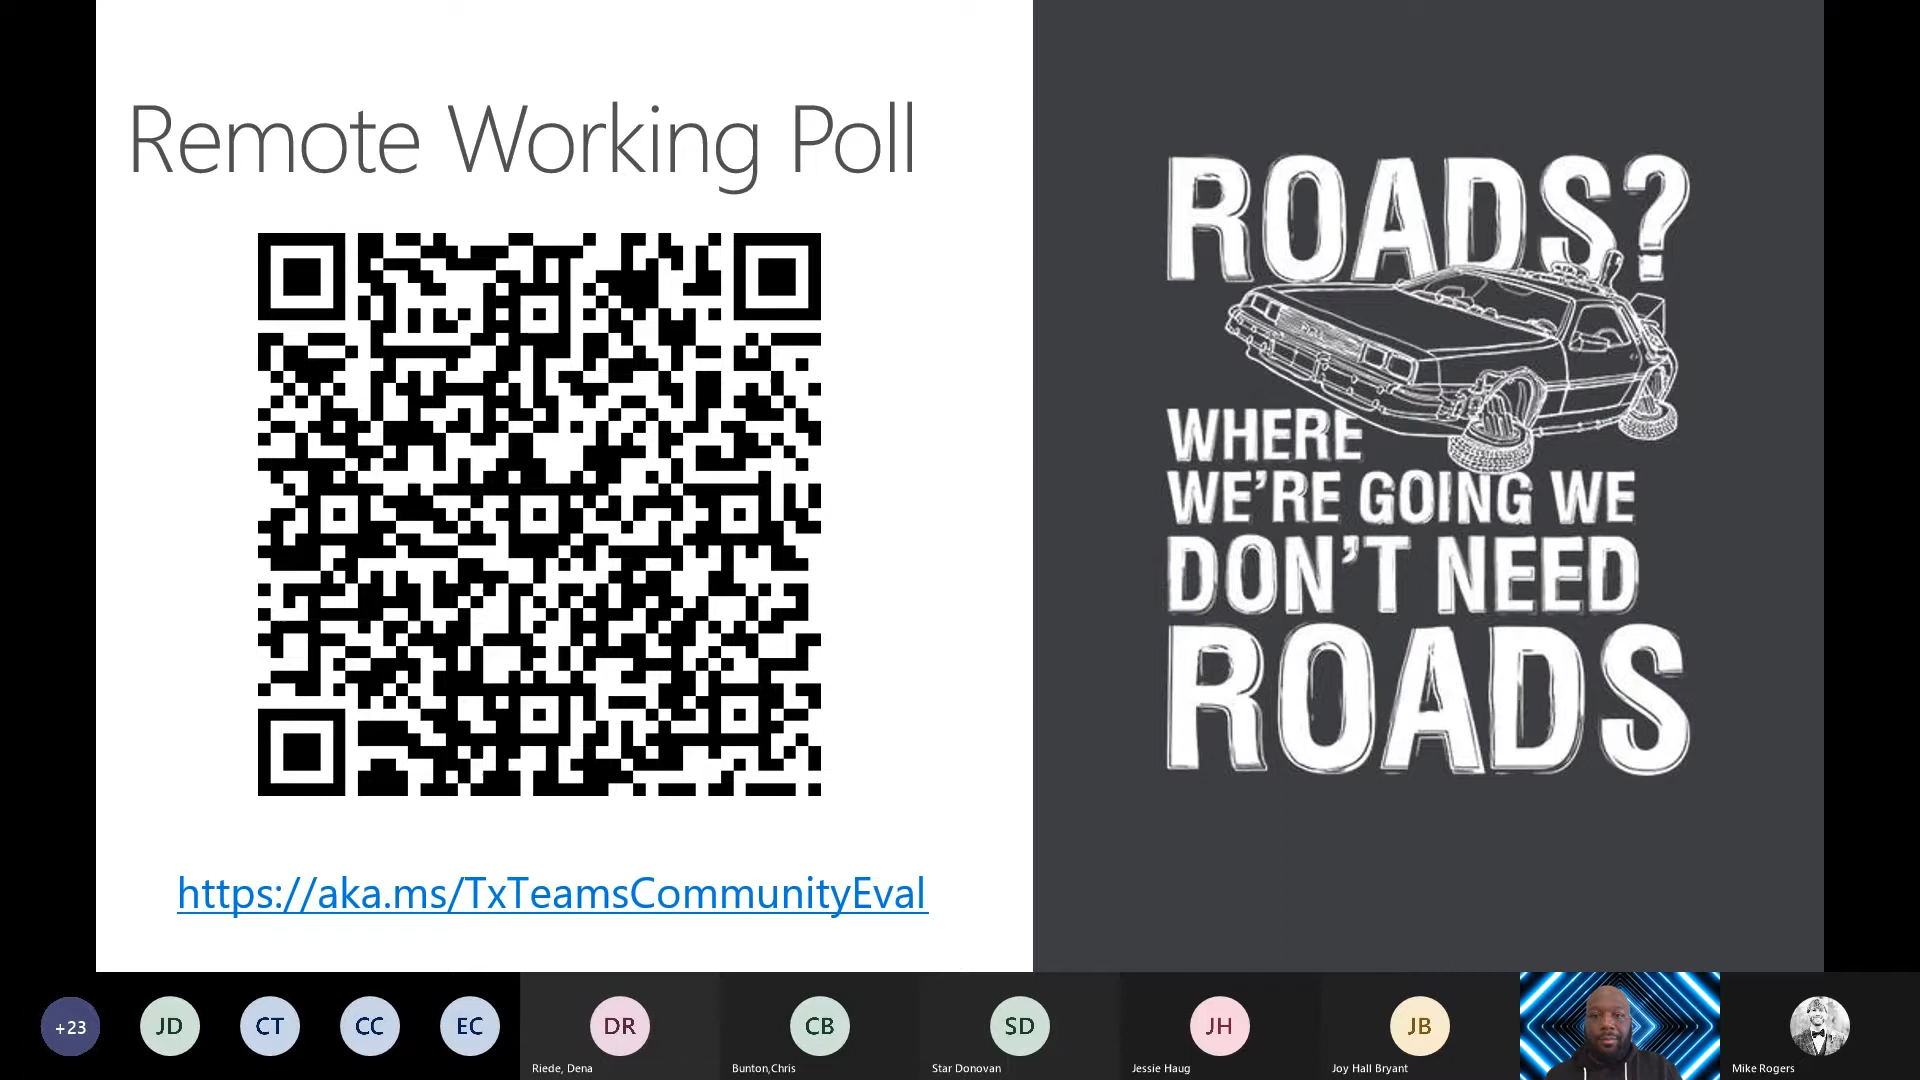 Remote Working Poll
https://aka.ms/TxTeamsCommunityEval
ROADS?
WHERE
WE'RE GOING WE
DON'T NEED
ROADS
+23
JD
CT
CC
EC
DR
Riede, Dena
CB
Bunton,Chris
SD
Star Donovan
JH
Jessie Haug
JB
Joy Hall Bryant
Mike Rogers